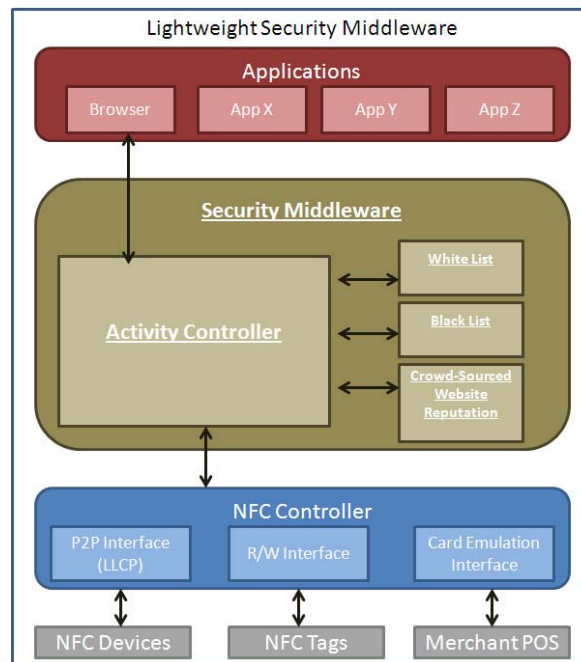 Lightweight Security Middleware
Applications
Browser
App X
App Y
App Z
Security Middleware
Activity Controller
White List
Black List
Crowd-Sourced
Website
Reputation
NFC Controller
P2P Interface
(LLCP)
R/W Interface
Card Emulation
Interface
NFC Devices
NFC Tags
Merchant POS